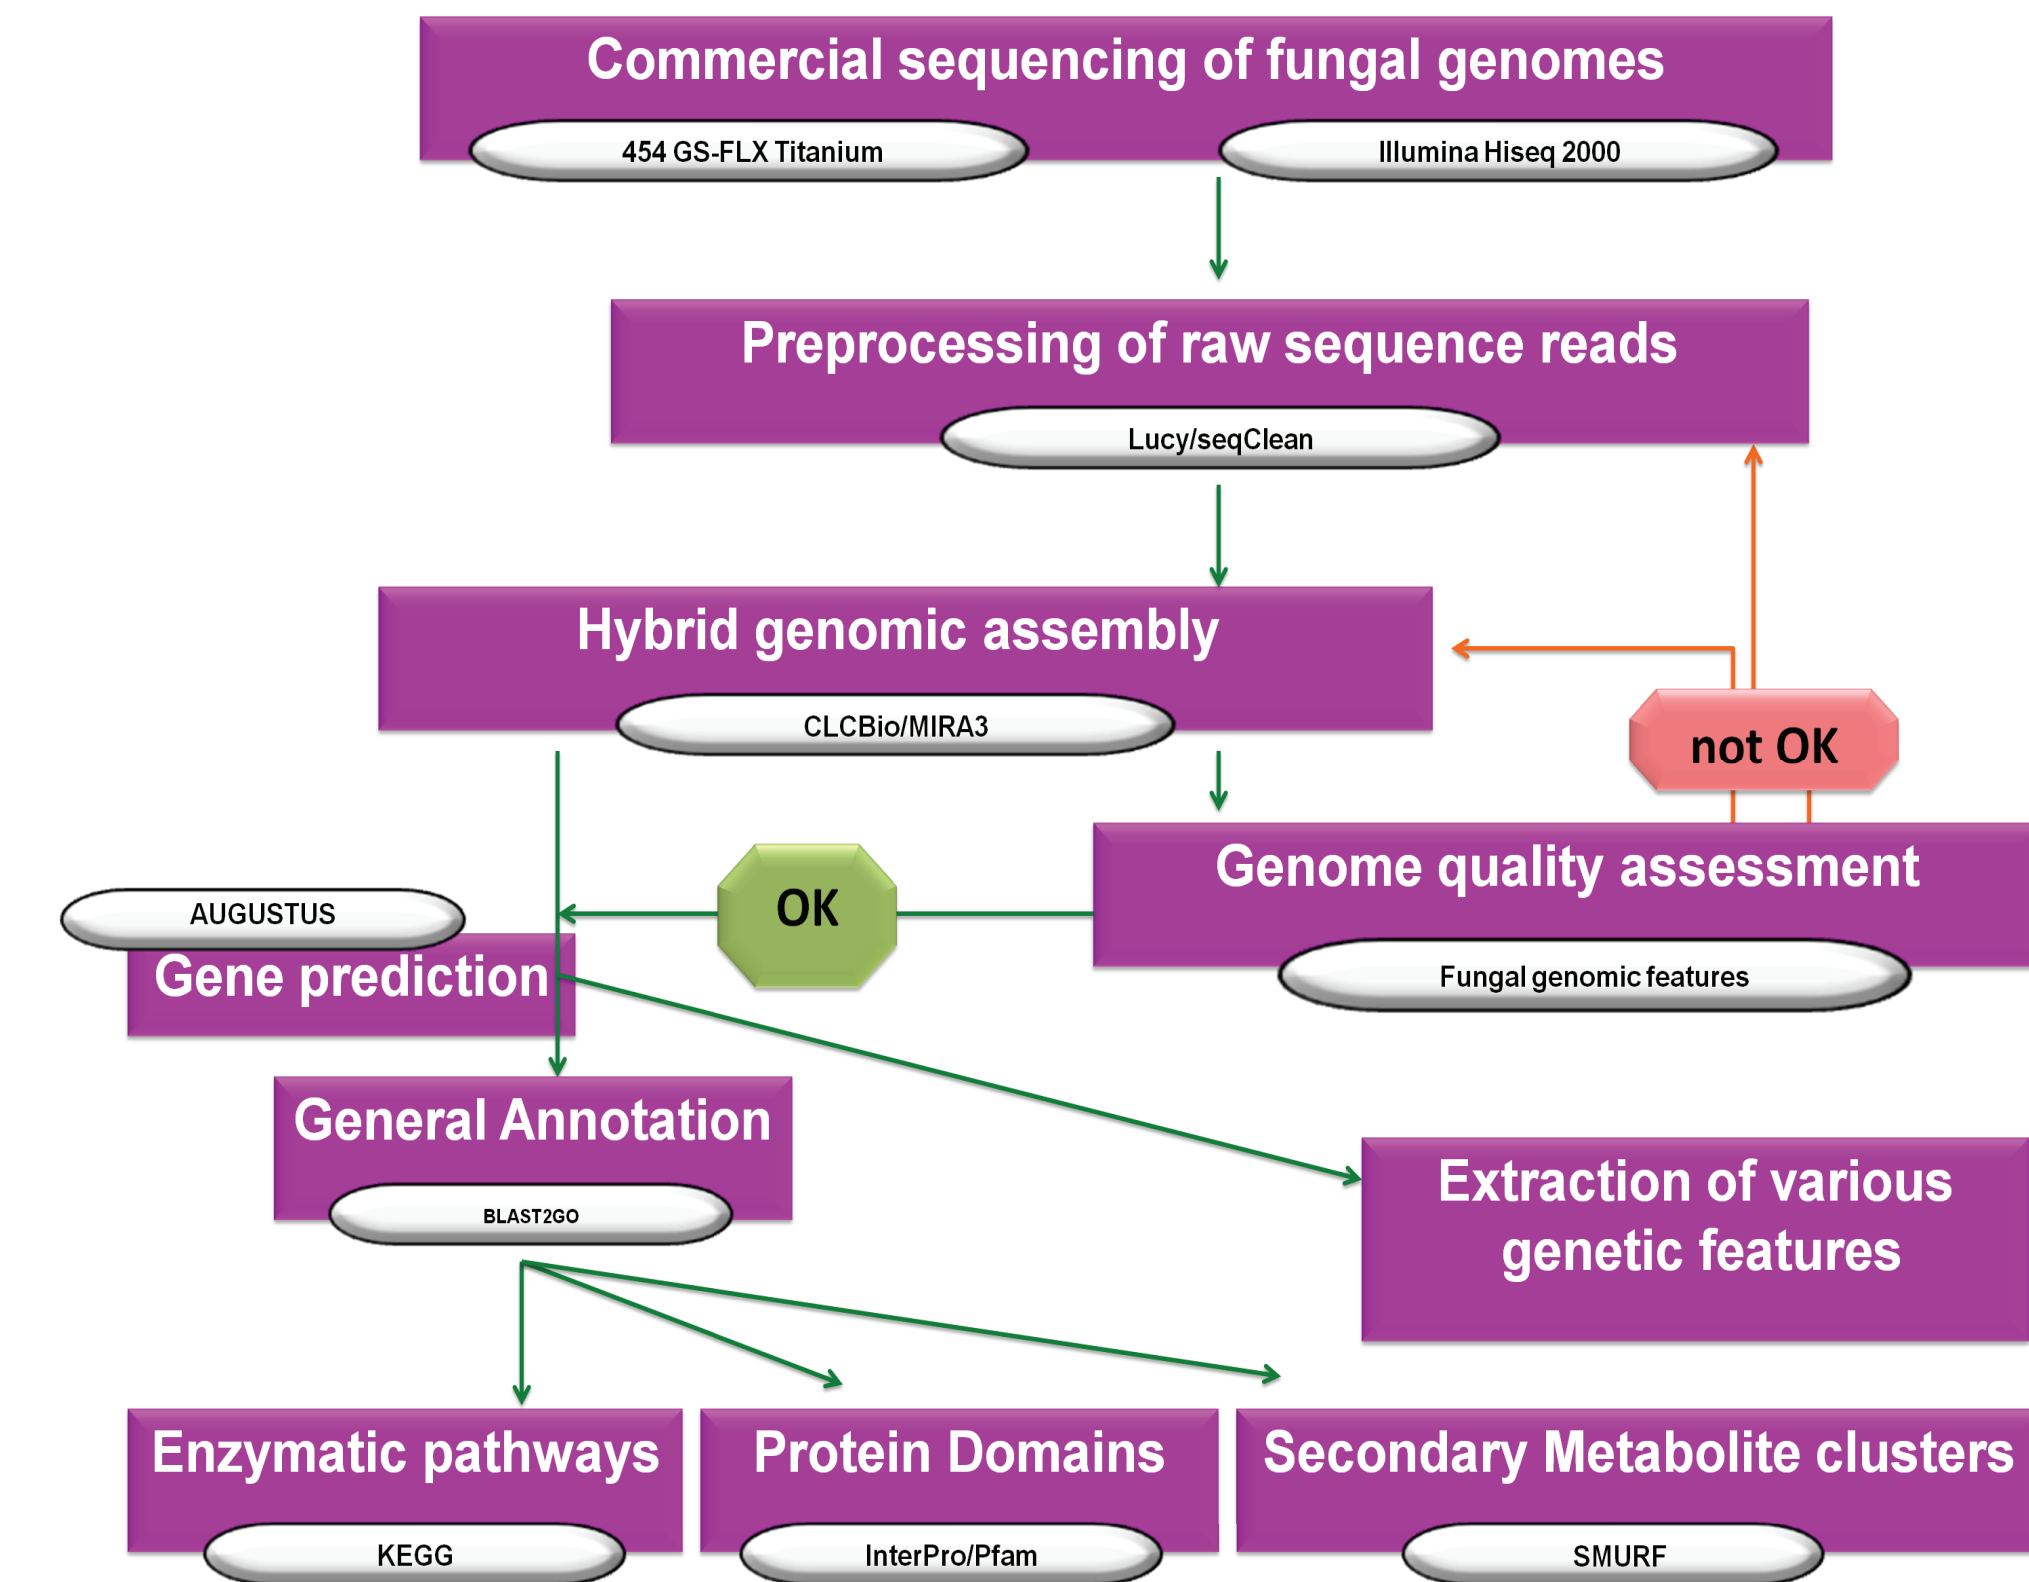 Commercial sequencing of fungal genomes
454 GS-FLX Titanium
Illumina Hiseq 2000
Preprocessing of raw sequence reads
Lucy/seqClean
Hybrid genomic assembly
CLCBio/MIRA3
not OK
Genome quality assessment
OK
AUGUSTUS
Gene prediction
Fungal genomic features
General Annotation
BLAST2GO
Extraction of various
genetic features
Enzymatic pathways
Protein Domains
Secondary Metabolite clusters
KEGG
InterPro/Pfam
SMURF